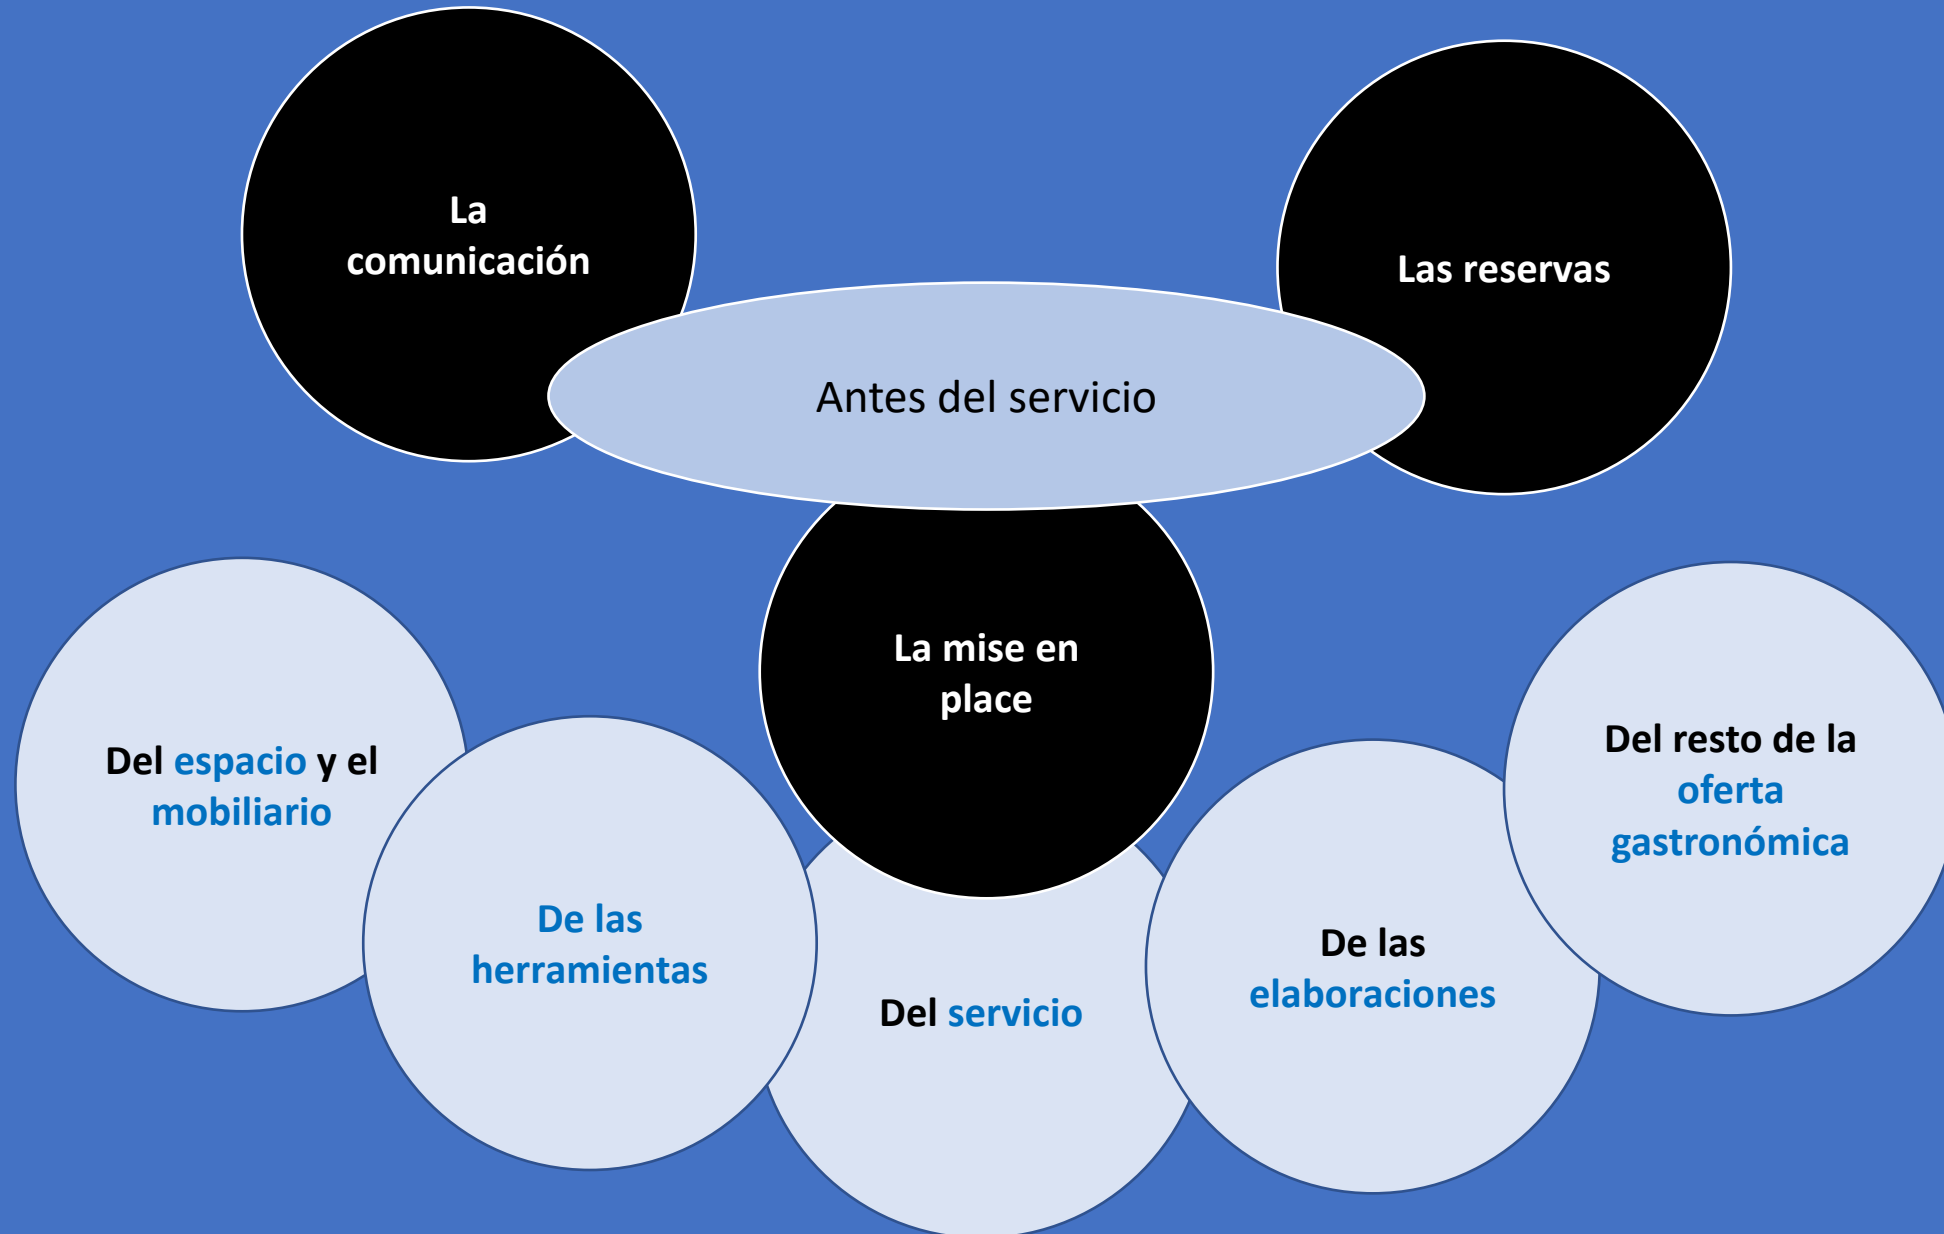 La
comunicación
Las reservas
Antes del servicio
La mise en
place
Del espacio y el
mobiliario
De las
herramientas
Del servicio
De las
elaboraciones
Del resto de la
oferta
gastronómica